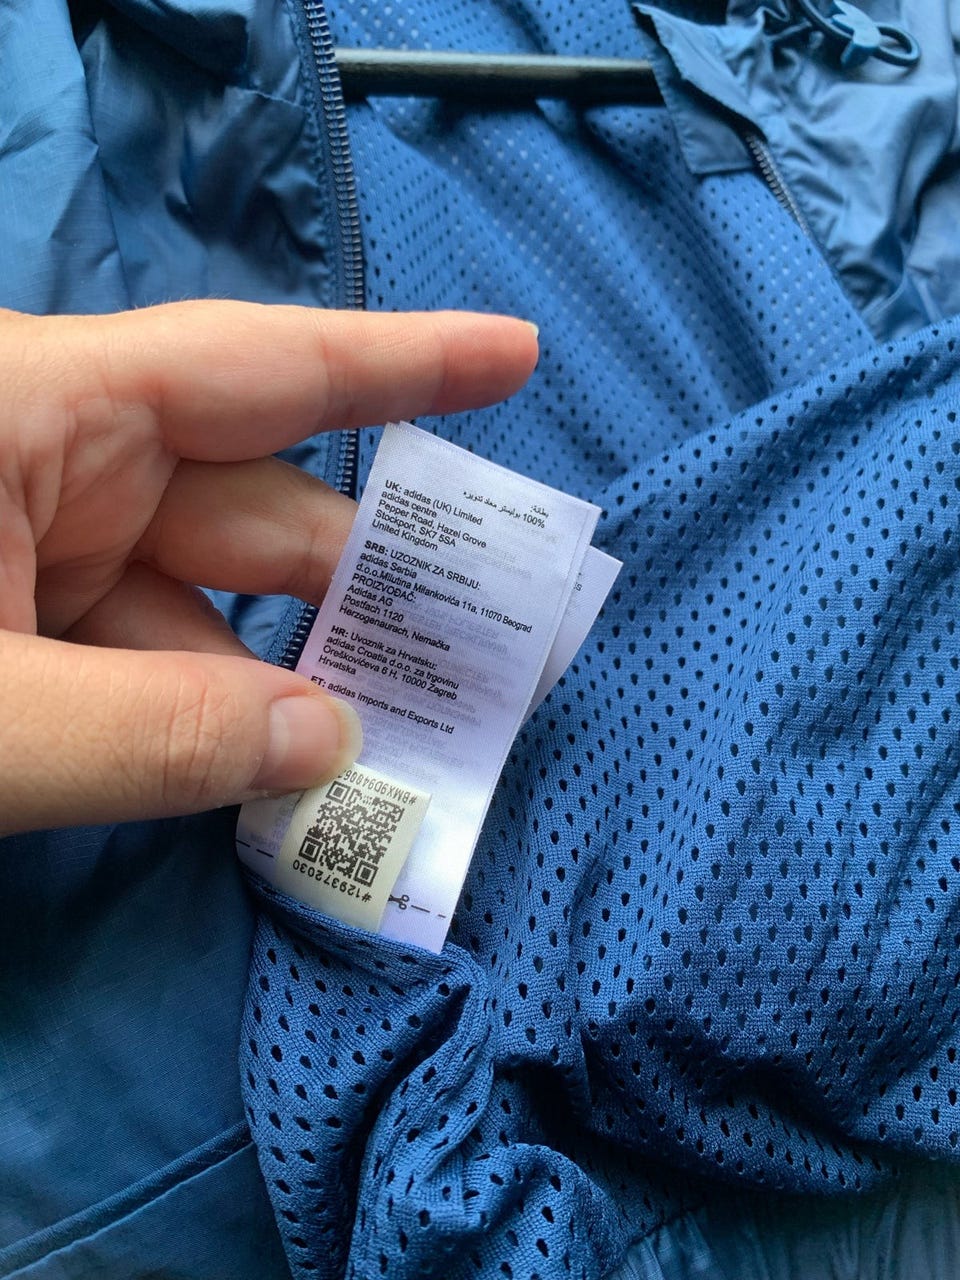 بطانة:
100% بوليستر معاد تدويره
UK: adidas (UK) Limited
adidas centre
Pepper Road, Hazel Grove
Stockport, SK7 5SA
United Kingdom
SRB: UZOZNIK ZA SRBIJU:
adidas Serbia
d.o.o.Milutina Milankovića 11a, 11070 Beograd
PROIZVOĐAČ:
Adidas AG
Postfach 1120
Herzogenaurach, Nemačka
HR: Uvoznik za Hrvatsku:
adidas Croatia d.o.o. za trgovinu
Oreškovićeva 6 H, 10000 Zagreb
Hrvatska
ET: adidas Imports and Exports Ltd
#129372030